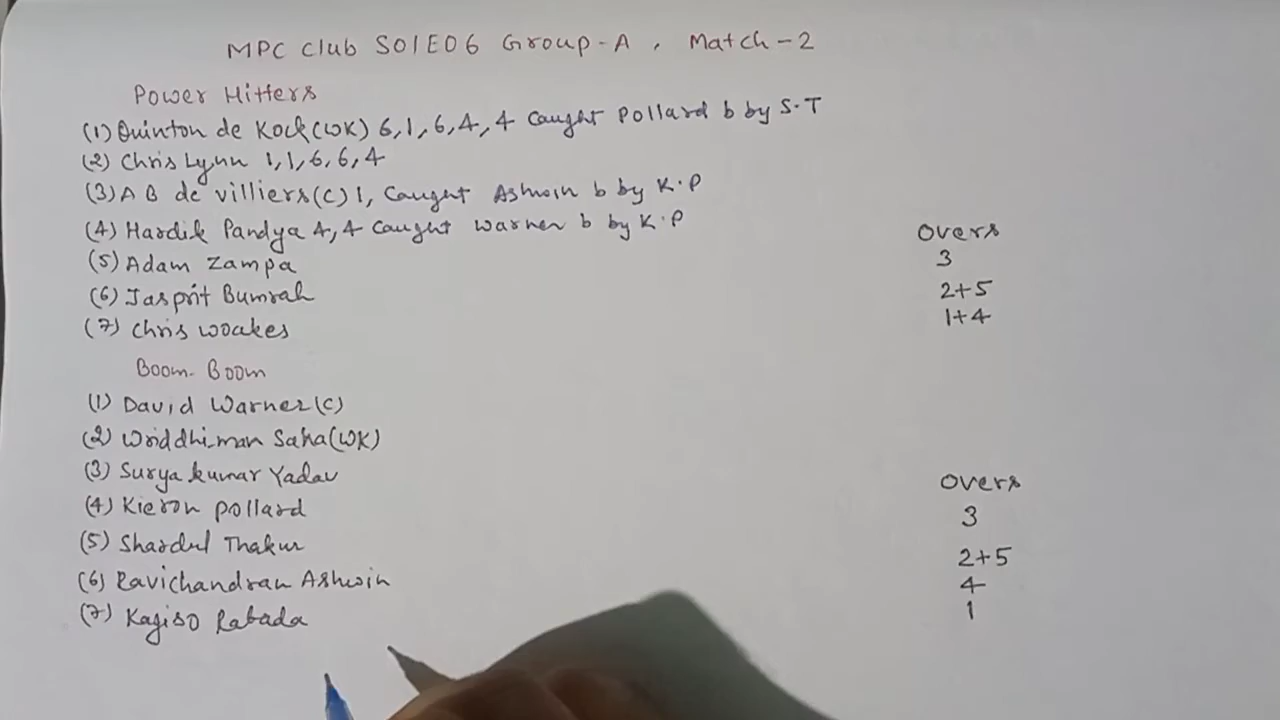 MPC Club S01E06 Group-A, Match-2
Power Hitters
(1) Quinton de Kock(WK) 6,1,6,4,4 Caught Pollard b by S.T
(2) Chris Lynn 1,1,6,6,4
(3) A B de villiers(C) 1, Caught Ashwin b by K.P
(4) Hardik Pandya 4,4 Caught Warner b by K.P
Overs
(5) Adam Zampa 3
(6) Jasprit Bumrah 2+5
(7) Chris Woakes 1+4
Boom-Boom
(1) David Warner(C)
(2) Wriddhiman Saha(WK)
(3) Surya kumar Yadav
Overs
(4) Kieron pollard 3
(5) Shardul Thakur 2+5
(6) Ravichandran Ashwin 4
(7) Kagiso Rabada 1